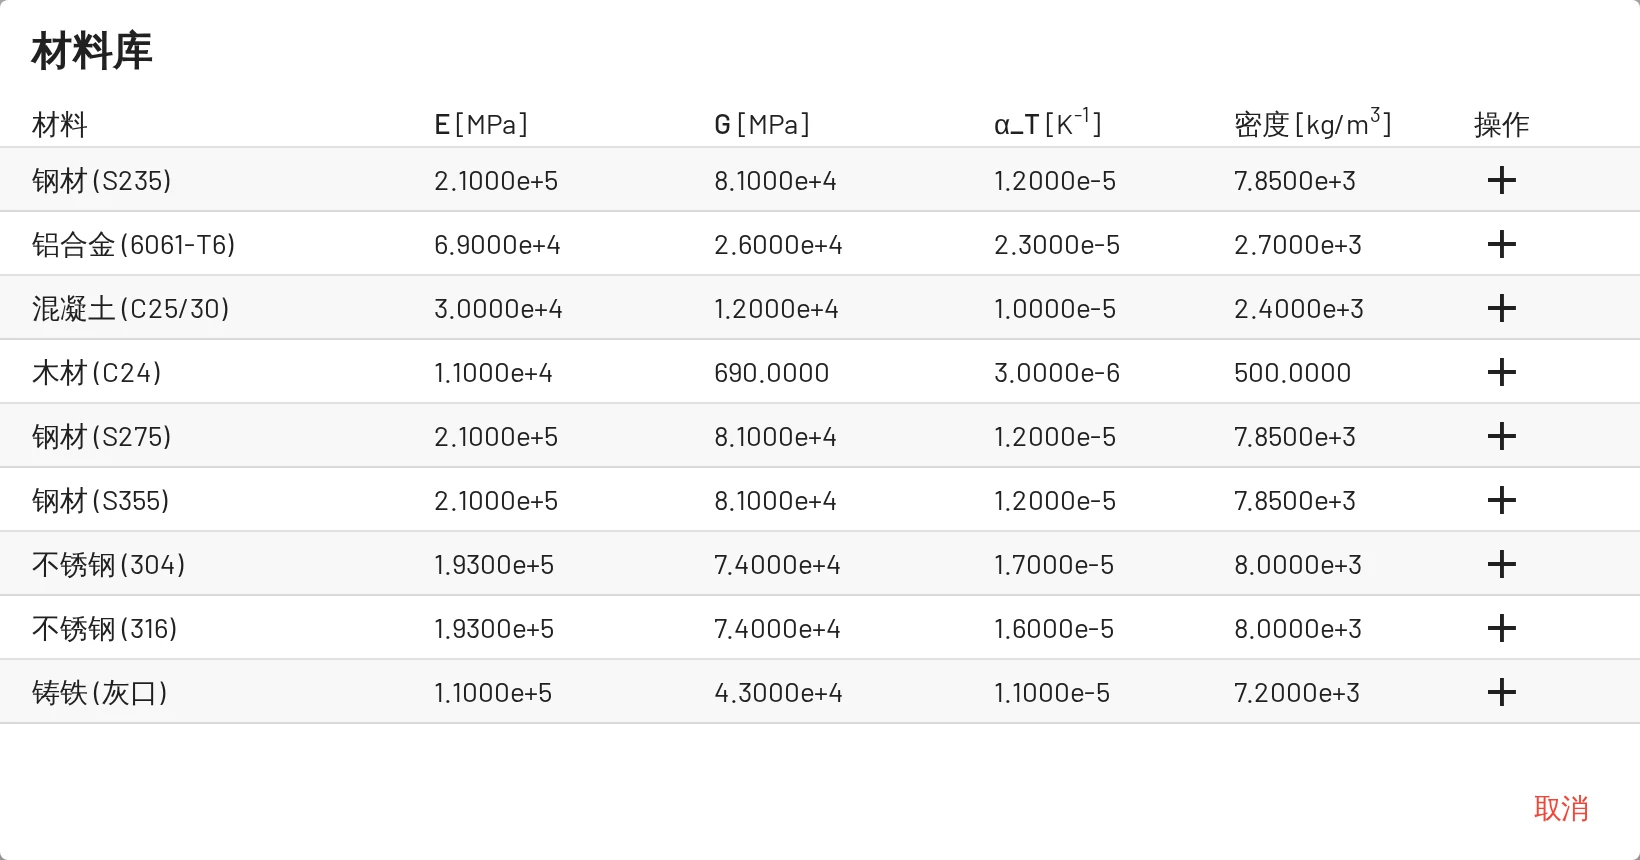 材料库
材料 E [MPa] G [MPa] α_T [K⁻¹] 密度 [kg/m³] 操作
钢材 (S235) 2.1000e+5 8.1000e+4 1.2000e-5 7.8500e+3 +
铝合金 (6061-T6) 6.9000e+4 2.6000e+4 2.3000e-5 2.7000e+3 +
混凝土 (C25/30) 3.0000e+4 1.2000e+4 1.0000e-5 2.4000e+3 +
木材 (C24) 1.1000e+4 690.0000 3.0000e-6 500.0000 +
钢材 (S275) 2.1000e+5 8.1000e+4 1.2000e-5 7.8500e+3 +
钢材 (S355) 2.1000e+5 8.1000e+4 1.2000e-5 7.8500e+3 +
不锈钢 (304) 1.9300e+5 7.4000e+4 1.7000e-5 8.0000e+3 +
不锈钢 (316) 1.9300e+5 7.4000e+4 1.6000e-5 8.0000e+3 +
铸铁 (灰口) 1.1000e+5 4.3000e+4 1.1000e-5 7.2000e+3 +
取消